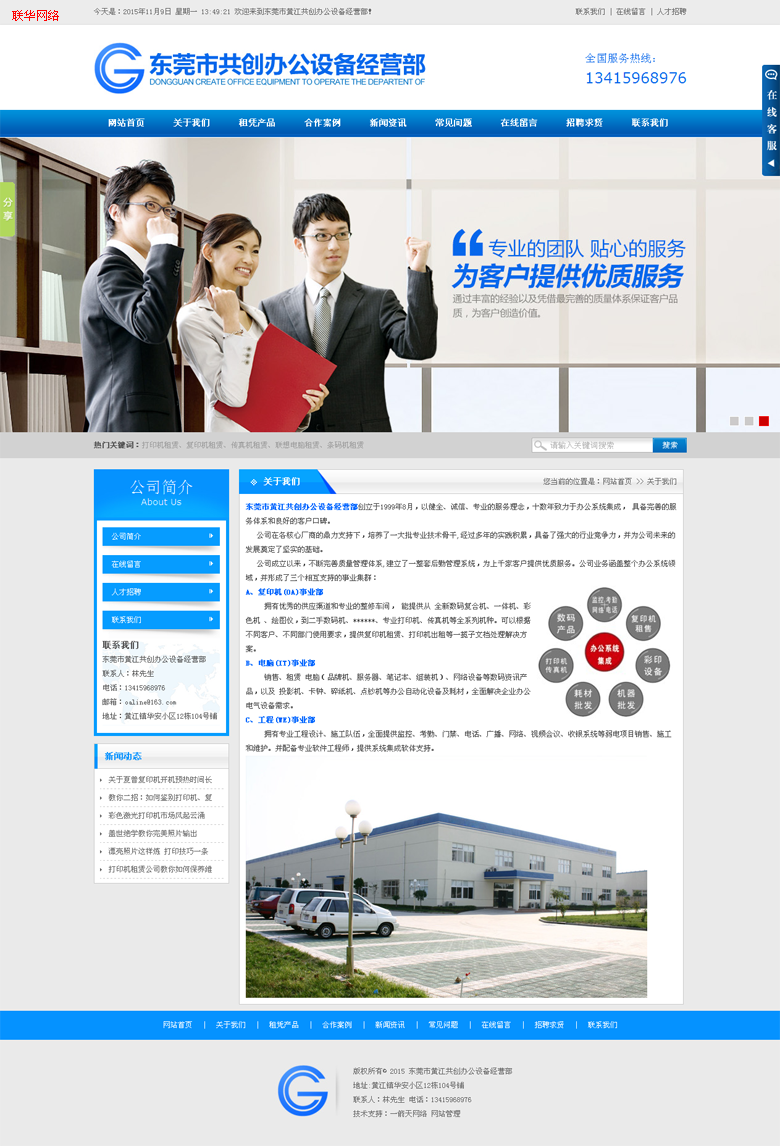 联华网络
今天是:2015年11月9日 星期一 13:49:21 欢迎来到东莞市黄江共创办公设备经营部!
联系我们 | 在线留言 | 人才招聘
东莞市共创办公设备经营部
DONGGUAN CREATE OFFICE EQUIPMENT TO OPERATE THE DEPARTENT OF
全国服务热线:
13415968976
在线客服
网站首页 关于我们 租凭产品 合作案例 新闻资讯 常见问题 在线留言 招聘求贤 联系我们
分享
专业的团队 贴心的服务
为客户提供优质服务
通过丰富的经验以及凭借最完善的质量体系保证客户品
质,为客户创造价值。
热门关键词:打印机租赁、复印机租赁、传真机租赁、联想电脑租赁、条码机租赁
请输入关键词搜索
搜索
公司简介
About Us
公司简介 »
在线留言 »
人才招聘 »
联系我们 »
联系我们
东莞市黄江共创办公设备经营部
联系人:林先生
电话:13415968976
邮箱:oaline@163.com
地址:黄江镇华安小区12栋104号铺
新闻动态
关于夏普复印机开机预热时间长
教你二招:如何鉴别打印机、复
彩色激光打印机市场风起云涌
盖世绝学教你完美照片输出
漂亮照片这样炼 打印技巧一条
打印机租赁公司教你如何保养维
关于我们
您当前的位置是:网站首页 >> 关于我们
东莞市黄江共创办公设备经营部创立于1999年8月,以健全、诚信、专业的服务理念,十数年致力于办公系统集成, 具备完善的服
务体系和良好的客户口碑。
公司在各核心厂商的鼎力支持下,培养了一大批专业技术骨干,经过多年的实践积累,具备了强大的行业竞争力,并为公司未来的
发展奠定了坚实的基础。
公司成立以来,不断完善质量管理体系,建立了一整套后勤管理系统,为上千家客户提供优质服务。公司业务涵盖整个办公系统领
域,并形成了三个相互支持的事业集群:
A、复印机(OA)事业部
拥有优秀的供应渠道和专业的整修车间, 能提供从 全新数码复合机、一体机、彩
色机 、绘图仪,到二手数码机、******、专业打印机、传真机等全系列机种。可以根据
不同客户、不同部门使用要求,提供复印机租赁、打印机出租等一揽子文档处理解决方
案。
B、电脑(IT)事业部
销售、租赁 电脑(品牌机、服务器、笔记本、组装机)、网络设备等数码资讯产
品,以及 投影机、卡钟、碎纸机、点钞机等办公自动化设备及耗材,全面解决企业办公
电气设备需求。
C、工程(WE)事业部
拥有专业工程设计、施工队伍,全面提供监控、考勤、门禁、电话、广播、网络、视频会议、收银系统等弱电项目销售、施工
和维护。并配备专业软件工程师,提供系统集成软体支持。
监控 考勤
网络 电话
数码
产品
复印机
租售
办公系统
集成
打印机
传真机
彩印
设备
耗材
批发
机器
批发
网站首页 | 关于我们 | 租凭产品 | 合作案例 | 新闻资讯 | 常见问题 | 在线留言 | 招聘求贤 | 联系我们
版权所有© 2015 东莞市黄江共创办公设备经营部
地址:黄江镇华安小区12栋104号铺
联系人:林先生 电话:13415968976
技术支持:一箭天网络 网站管理